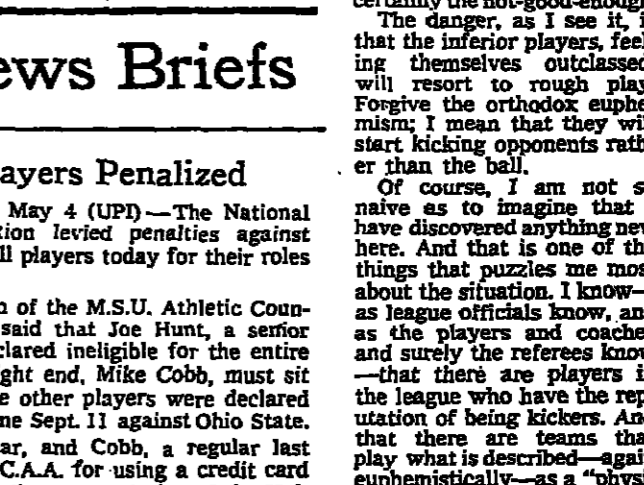 ews Briefs
ayers Penalized
May 4 (UPI)—The National
tion levied penalties against
ll players today for their roles
n of the M.S.U. Athletic Coun-
said that Joe Hunt, a senior
clared ineligible for the entire
ght end, Mike Cobb, must sit
e other players were declared
ne Sept. 11 against Ohio State.
ar, and Cobb, a regular last
C.A.A. for using a credit card
certainly the not-good-enough
The danger, as I see it, i
that the inferior players, feel
ing themselves outclassed
will resort to rough play
Forgive the orthodox euphe
mism; I mean that they wil
start kicking opponents rath
er than the ball.
Of course, I am not s
naive as to imagine that I
have discovered anything new
here. And that is one of th
things that puzzles me mos
about the situation. I know—
as league officials know, an
as the players and coache
and surely the referees know
—that there are players i
the league who have the rep
utation of being kickers. And
that there are teams tha
play what is described—agai
euphemistically—as a "physi